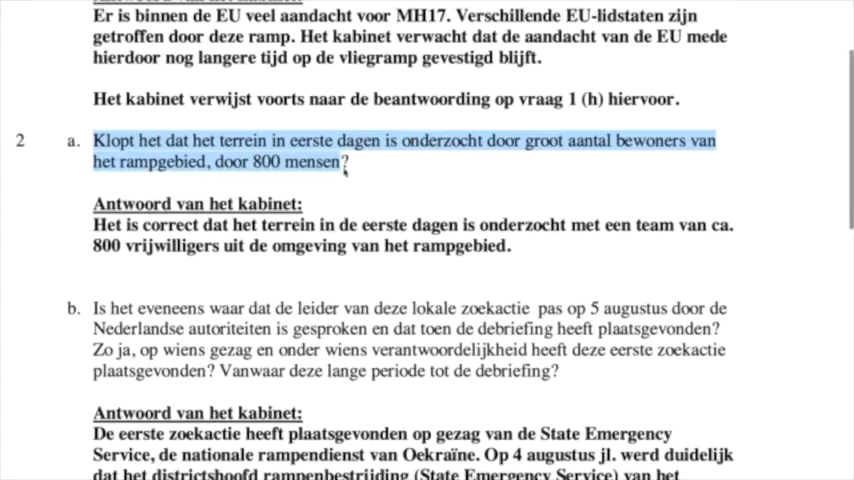 Er is binnen de EU veel aandacht voor MH17. Verschillende EU-lidstaten zijn
getroffen door deze ramp. Het kabinet verwacht dat de aandacht van de EU mede
hierdoor nog langere tijd op de vliegramp gevestigd blijft.
Het kabinet verwijst voorts naar de beantwoording op vraag 1 (h) hiervoor.
2 a. Klopt het dat het terrein in eerste dagen is onderzocht door groot aantal bewoners van
het rampgebied, door 800 mensen?
Antwoord van het kabinet:
Het is correct dat het terrein in de eerste dagen is onderzocht met een team van ca.
800 vrijwilligers uit de omgeving van het rampgebied.
b. Is het eveneens waar dat de leider van deze lokale zoekactie pas op 5 augustus door de
Nederlandse autoriteiten is gesproken en dat toen de debriefing heeft plaatsgevonden?
Zo ja, op wiens gezag en onder wiens verantwoordelijkheid heeft deze eerste zoekactie
plaatsgevonden? Vanwaar deze lange periode tot de debriefing?
Antwoord van het kabinet:
De eerste zoekactie heeft plaatsgevonden op gezag van de State Emergency
Service, de nationale rampendienst van Oekraïne. Op 4 augustus jl. werd duidelijk
dat het districtshoofd rampenbestrijding (State Emergency Service) van het